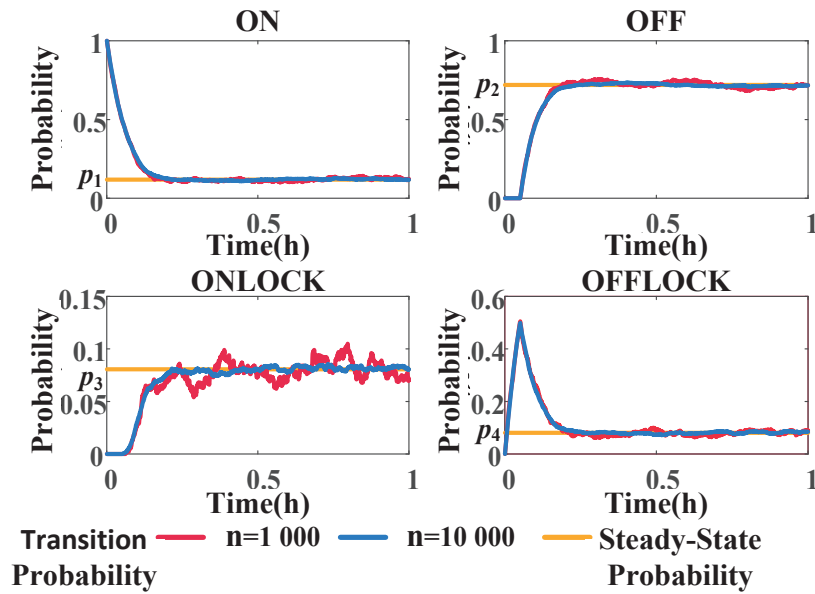 ON
Probability
1
0.5
p1
0
0
0.5
1
Time(h)
OFF
Probability
1
p2
0.5
0
0
0.5
1
Time(h)
ONLOCK
Probability
0.15
0.1
p3
0.05
0
0
0.5
1
Time(h)
OFFLOCK
Probability
0.6
0.4
0.2
p4
0
0
0.5
1
Time(h)
Transition Probability
n=1 000
n=10 000
Steady-State Probability